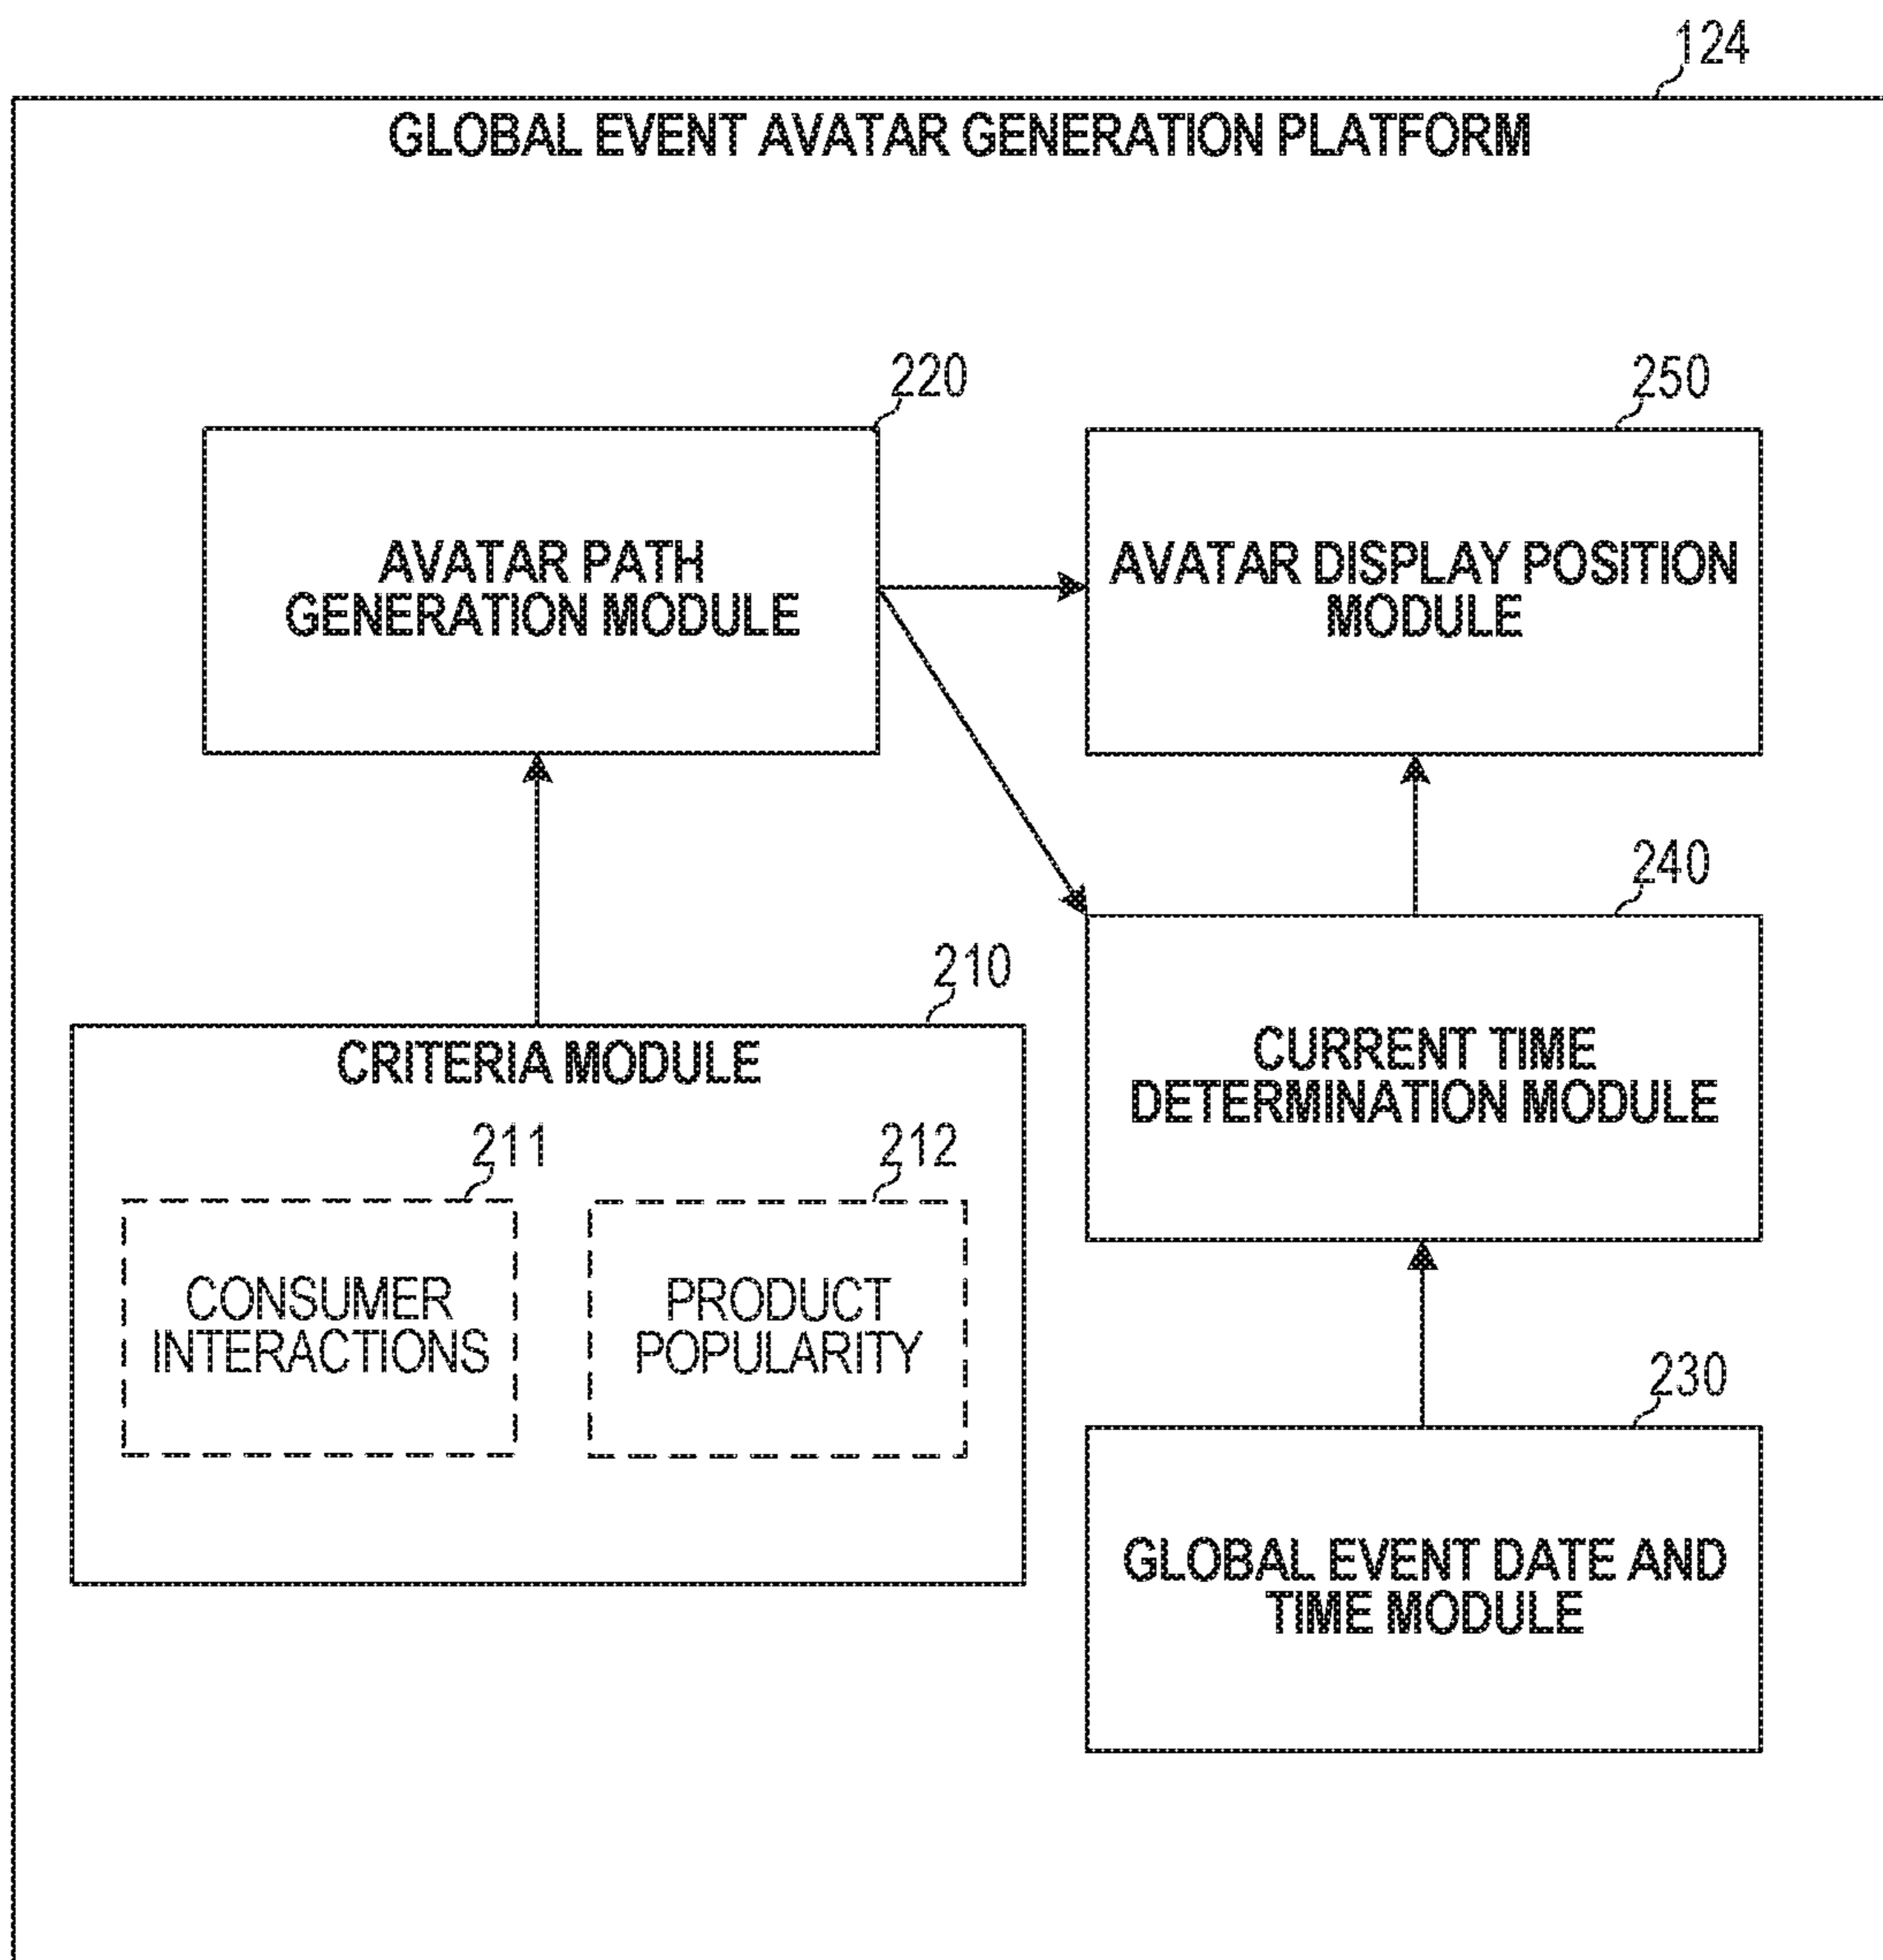 124
GLOBAL EVENT AVATAR GENERATION PLATFORM
220
AVATAR PATH
GENERATION MODULE
250
AVATAR DISPLAY POSITION
MODULE
240
CURRENT TIME
DETERMINATION MODULE
210
CRITERIA MODULE
211
CONSUMER
INTERACTIONS
212
PRODUCT
POPULARITY
230
GLOBAL EVENT DATE AND
TIME MODULE